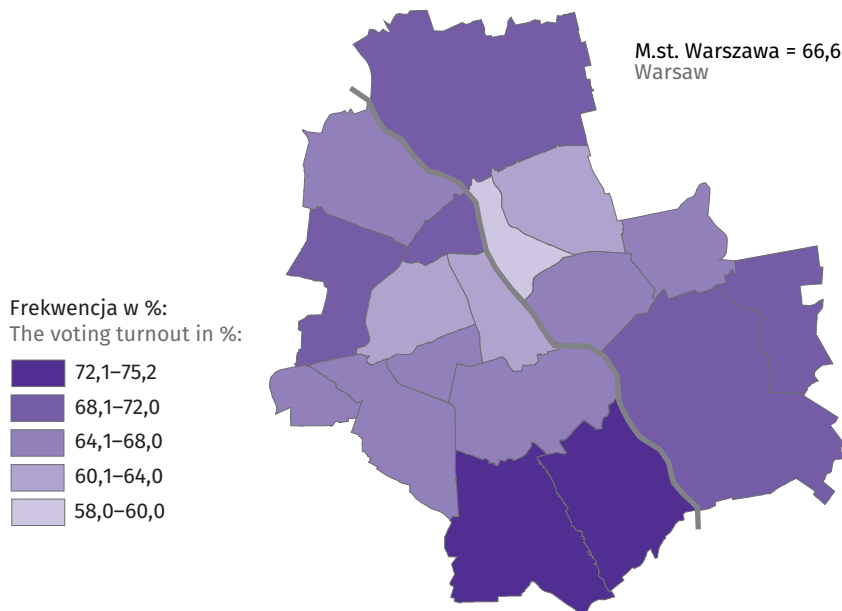 M.st. Warszawa = 66,6
Warsaw
Frekwencja w %:
The voting turnout in %:
72,1–75,2
68,1–72,0
64,1–68,0
60,1–64,0
58,0–60,0